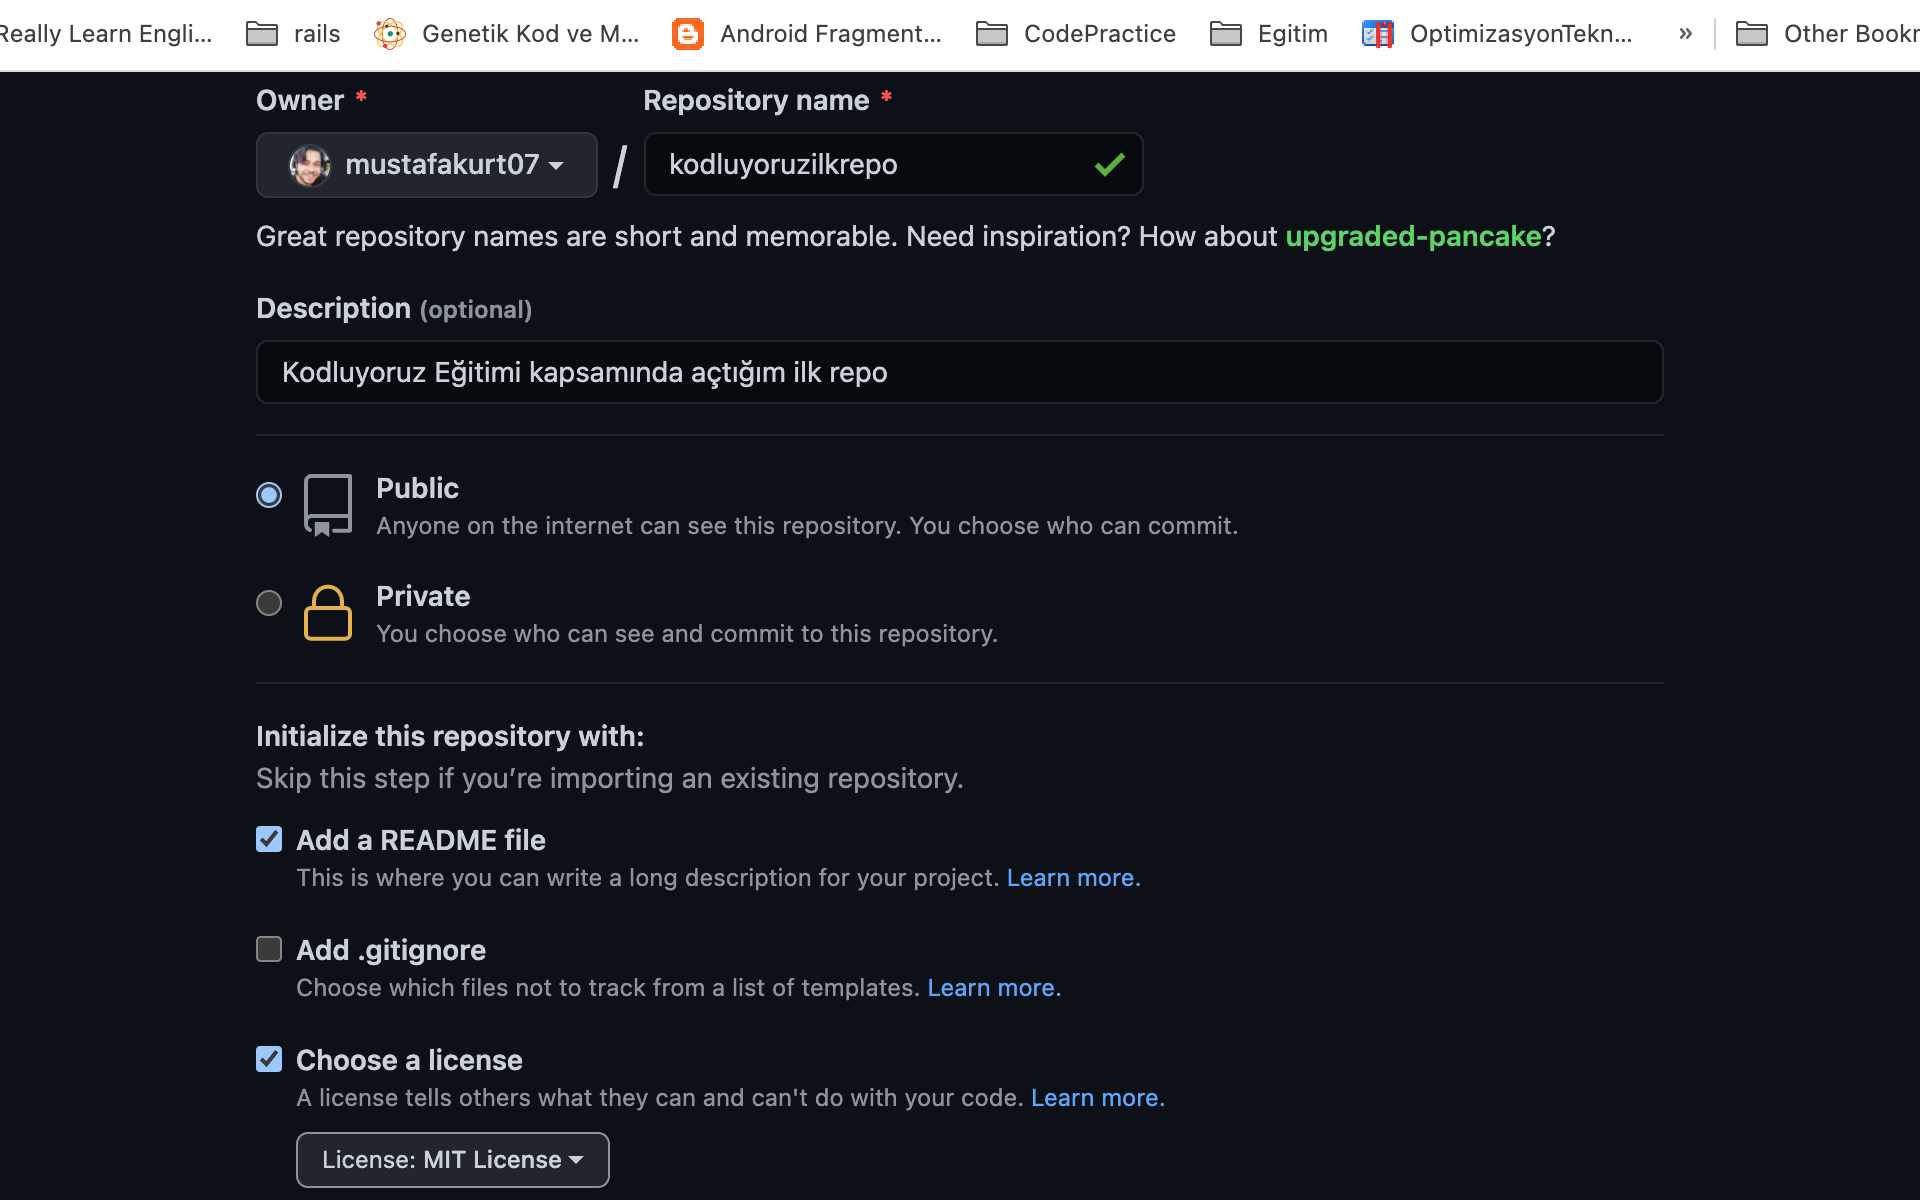 Really Learn Engli... rails Genetik Kod ve M... Android Fragment... CodePractice Egitim OptimizasyonTekn... » Other Bookr
Owner * Repository name *
mustafakurt07 / kodluyoruzilkrepo
Great repository names are short and memorable. Need inspiration? How about upgraded-pancake?
Description (optional)
Kodluyoruz Eğitimi kapsamında açtığım ilk repo
Public
Anyone on the internet can see this repository. You choose who can commit.
Private
You choose who can see and commit to this repository.
Initialize this repository with:
Skip this step if you’re importing an existing repository.
Add a README file
This is where you can write a long description for your project. Learn more.
Add .gitignore
Choose which files not to track from a list of templates. Learn more.
Choose a license
A license tells others what they can and can't do with your code. Learn more.
License: MIT License